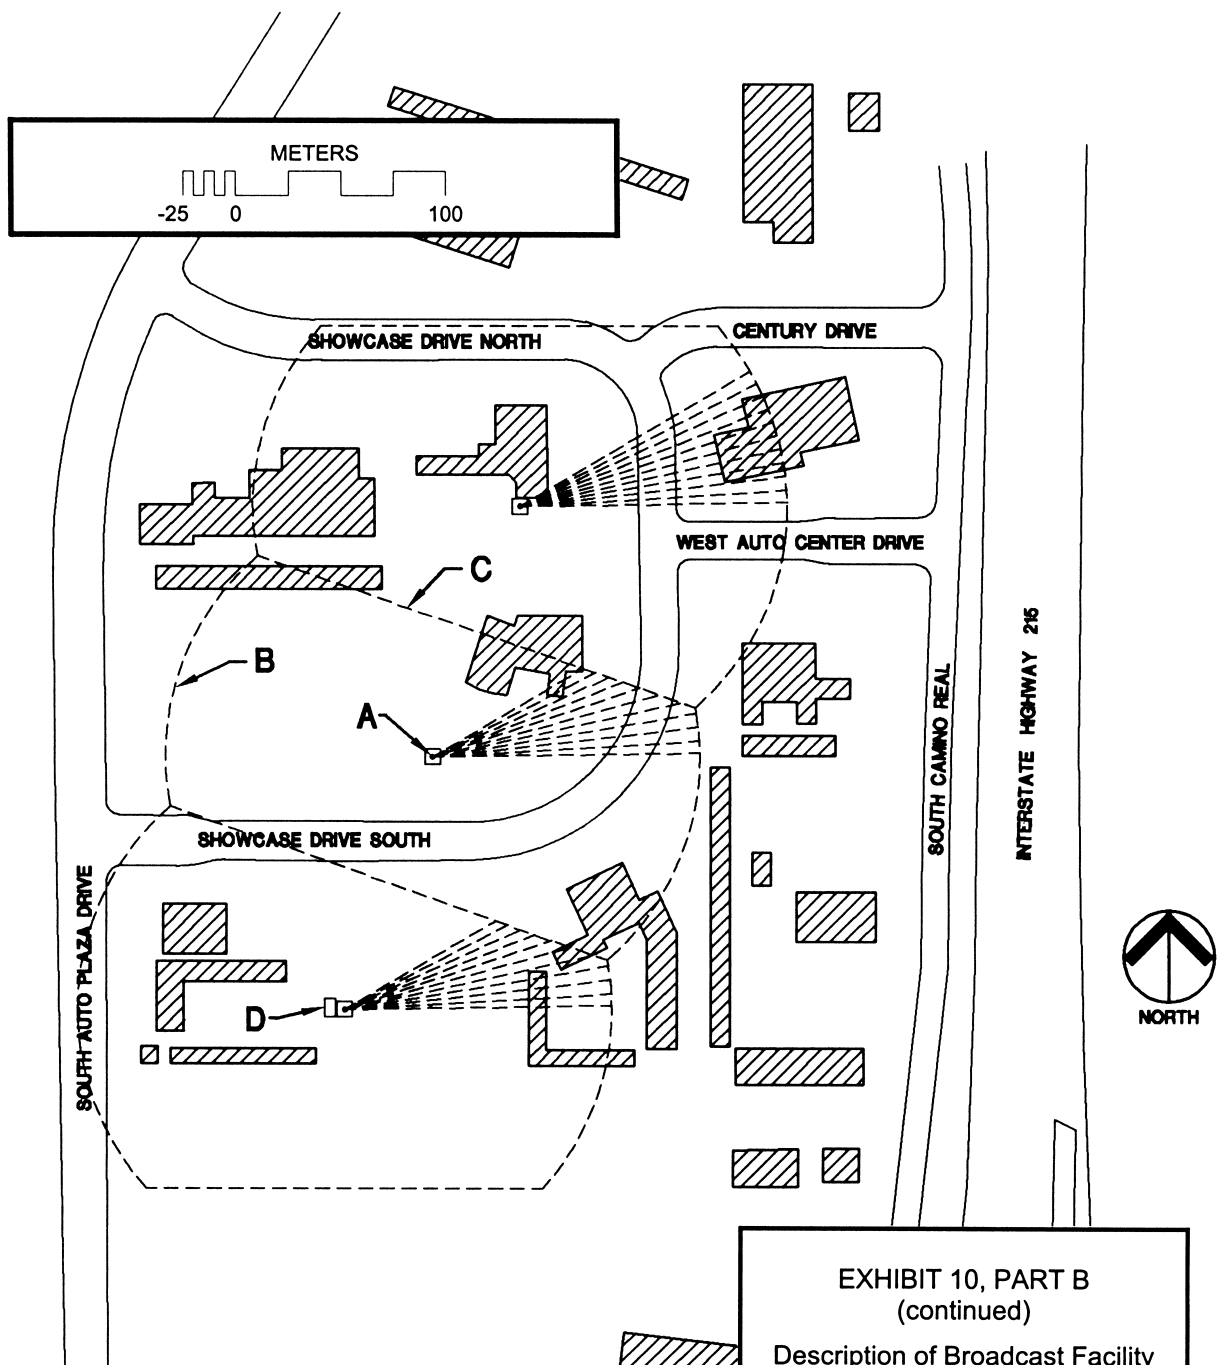 METERS
-25 0 100
SHOWCASE DRIVE NORTH
CENTURY DRIVE
WEST AUTO CENTER DRIVE
C
B
A
INTERSTATE HIGHWAY 215
SOUTH CAMINO REAL
SHOWCASE DRIVE SOUTH
SOUTH AUTO PLAZA DRIVE
D
NORTH
EXHIBIT 10, PART B
(continued)
Description of Broadcast Facility